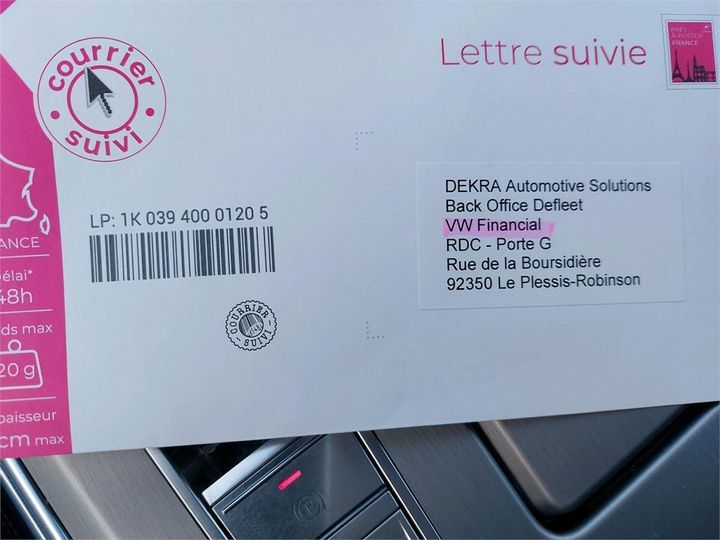 courrier
suivi
Lettre suivie
PRÊT-
À-POSTER
FRANCE
DEKRA Automotive Solutions
Back Office Defleet
VW Financial
RDC - Porte G
Rue de la Boursidière
92350 Le Plessis-Robinson
LP: 1K 039 400 0120 5
COURRIER
SUIVI
ANCE
élai*
48h
ds max
20 g
aisseur
cm max
P